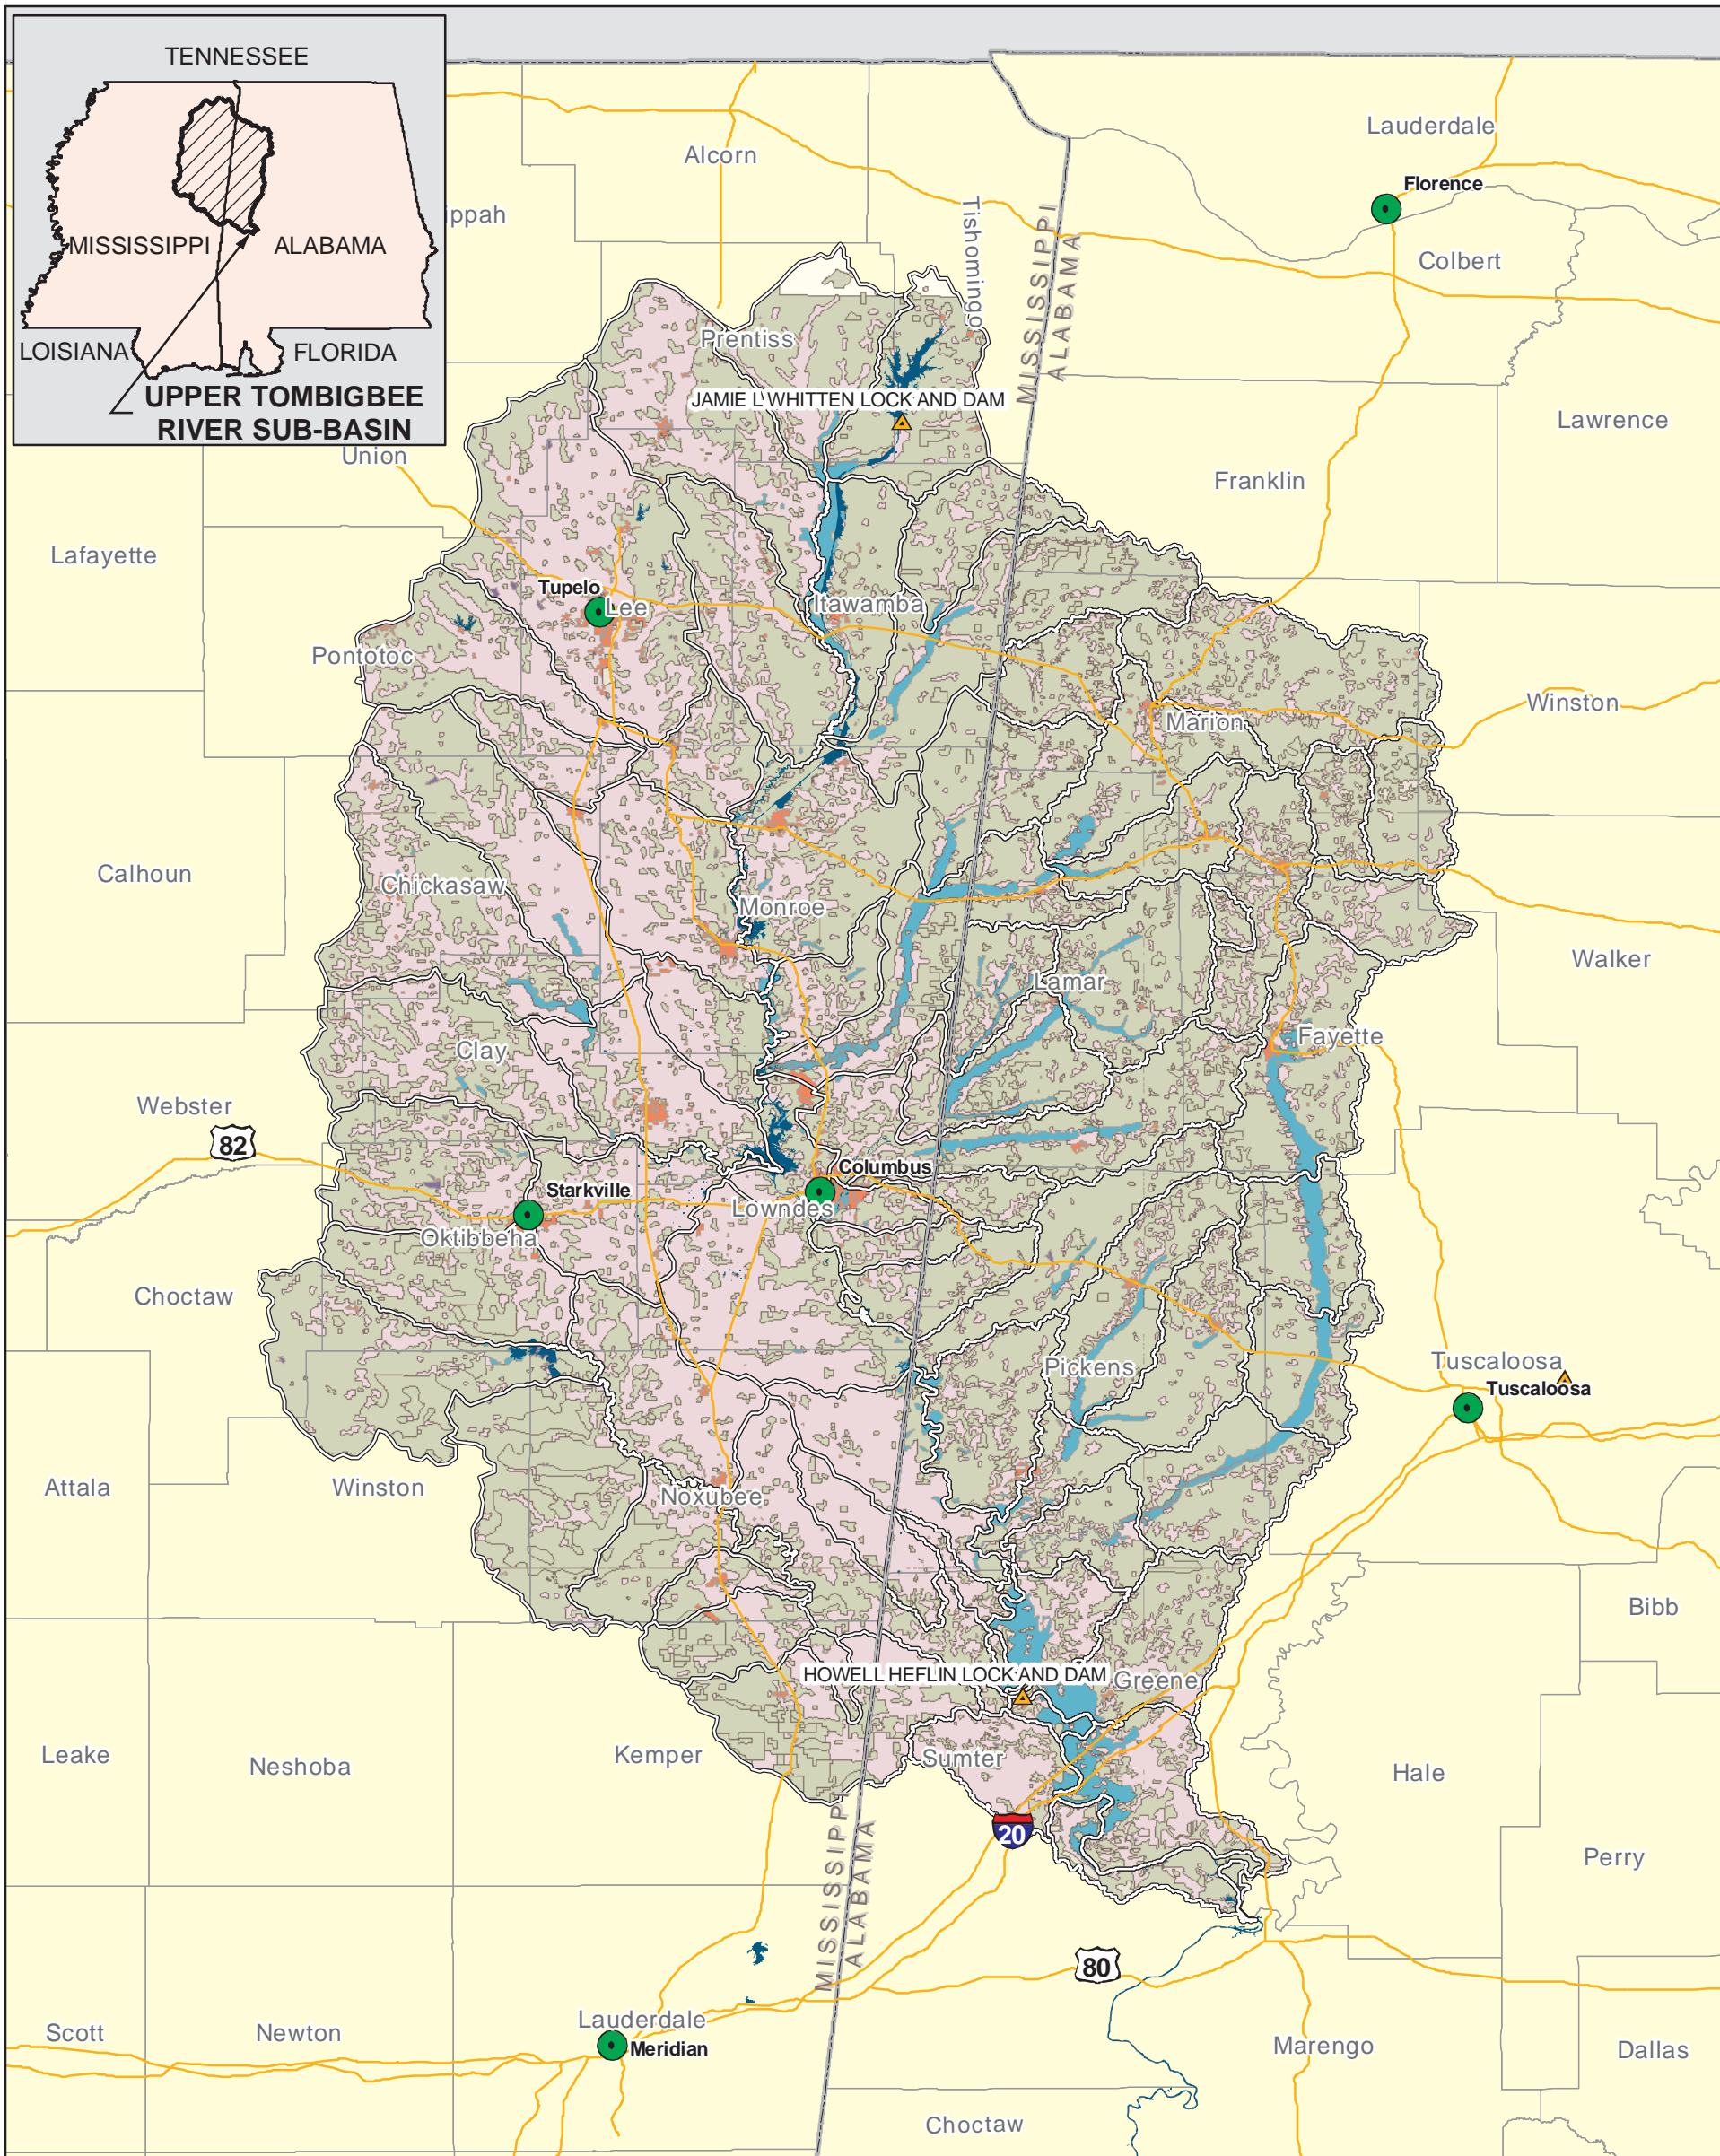 TENNESSEE
MISSISSIPPI
ALABAMA
LOISIANA
FLORIDA
UPPER TOMBIGBEE
RIVER SUB-BASIN
Lauderdale
Florence
Alcorn
ippah
Tishomingo
MISSISSIPPI
ALABAMA
Colbert
Prentiss
JAMIE L WHITTEN LOCK AND DAM
Lawrence
Union
Franklin
Lafayette
Tupelo
Lee
Itawamba
Pontotoc
Winston
Marion
Calhoun
Chickasaw
Monroe
Walker
Lamar
Fayette
Clay
Webster
82
Columbus
Starkville
Lowndes
Oktibbeha
Choctaw
Pickens
Tuscaloosa
Tuscaloosa
Attala
Winston
Noxubee
Bibb
HOWELL HEFLIN LOCK AND DAM
Greene
Leake
Neshoba
Kemper
Sumter
Hale
20
MISSISSIPPI
ALABAMA
Perry
80
Lauderdale
Scott
Newton
Meridian
Marengo
Dallas
Choctaw